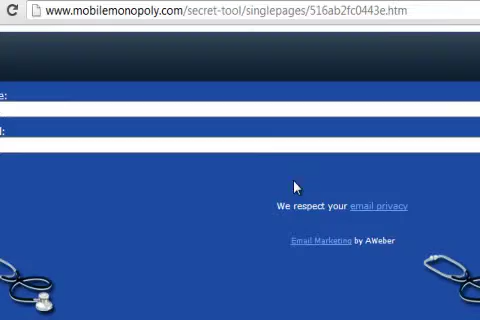 www.mobilemonopoly.com/secret-tool/singlepages/516ab2fc0443e.htm
e:
l:
We respect your email privacy
Email Marketing by AWeber